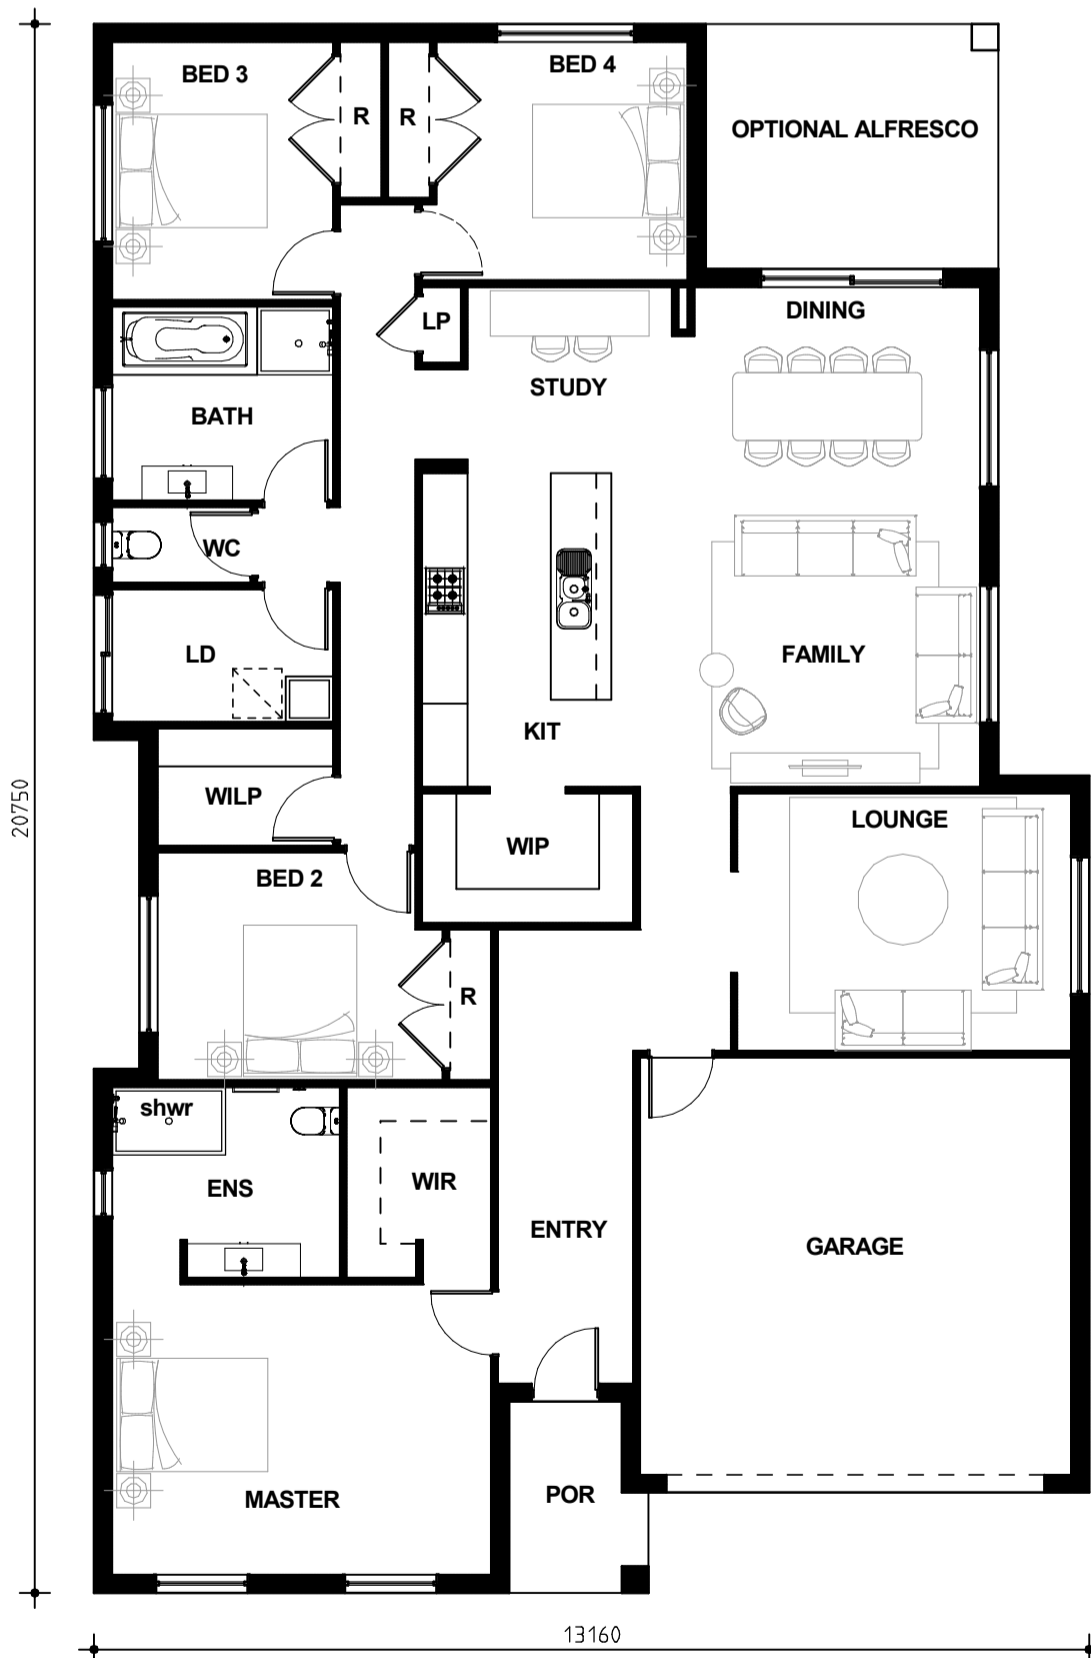 BED 3
BED 4
R
R
OPTIONAL ALFRESCO
LP
DINING
STUDY
BATH
WC
LD
FAMILY
KIT
WILP
20750
LOUNGE
WIP
BED 2
R
shwr
WIR
ENS
ENTRY
GARAGE
POR
MASTER
13160